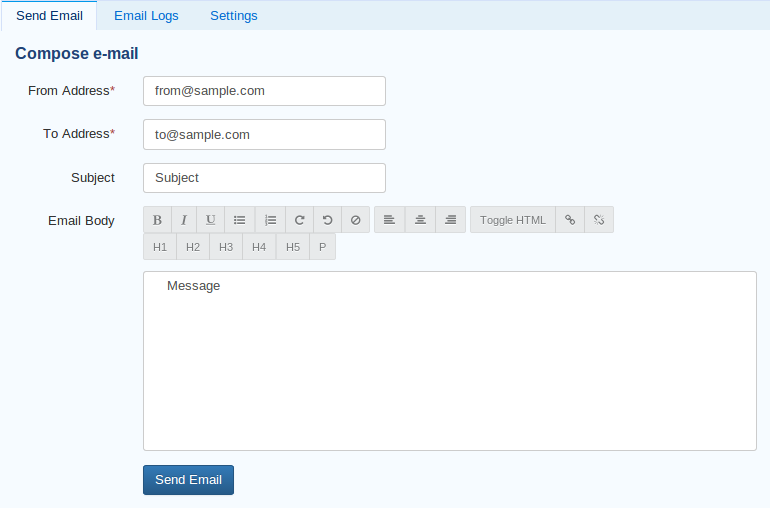 Send Email Email Logs Settings
Compose e-mail
From Address* from@sample.com
To Address* to@sample.com
Subject Subject
Email Body B I U Toggle HTML
H1 H2 H3 H4 H5 P
Message
Send Email